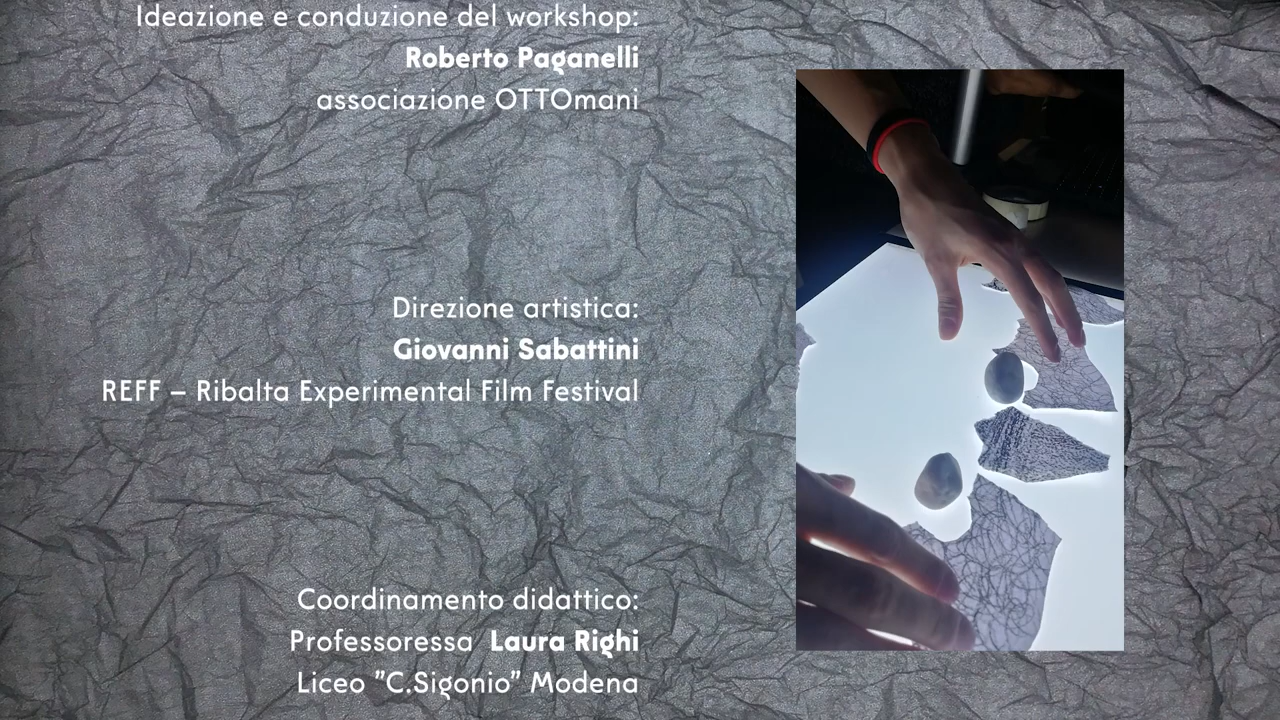 Ideazione e conduzione del workshop:
Roberto Paganelli
associazione OTTOmani
Direzione artistica:
Giovanni Sabattini
REFF – Ribalta Experimental Film Festival
Coordinamento didattico:
Professoressa Laura Righi
Liceo "C.Sigonio" Modena